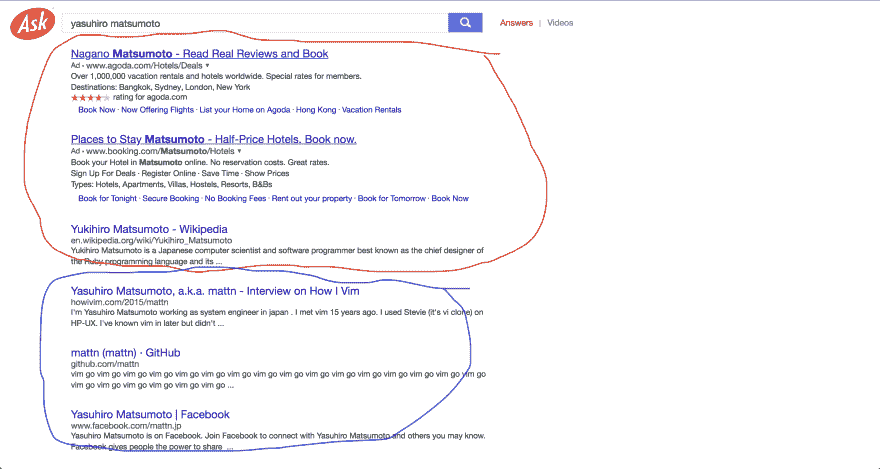 Ask
yasuhiro matsumoto
Answers | Videos
Nagano Matsumoto - Read Real Reviews and Book
Ad · www.agoda.com/Hotels/Deals ▼
Over 1,000,000 vacation rentals and hotels worldwide. Special rates for members.
Destinations: Bangkok, Sydney, London, New York
★★★★★ rating for agoda.com
Book Now · Now Offering Flights · List your Home on Agoda · Hong Kong · Vacation Rentals
Places to Stay Matsumoto - Half-Price Hotels. Book now.
Ad · www.booking.com/Matsumoto/Hotels ▼
Book your Hotel in Matsumoto online. No reservation costs. Great rates.
Sign Up For Deals · Register Online · Save Time · Show Prices
Types: Hotels, Apartments, Villas, Hostels, Resorts, B&Bs
Book for Tonight · Secure Booking · No Booking Fees · Rent out your property · Book for Tomorrow · Book Now
Yukihiro Matsumoto - Wikipedia
en.wikipedia.org/wiki/Yukihiro_Matsumoto
Yukihiro Matsumoto is a Japanese computer scientist and software programmer best known as the chief designer of
the Ruby programming language and its ...
Yasuhiro Matsumoto, a.k.a. mattn - Interview on How I Vim
howivim.com/2015/mattn
I'm Yasuhiro Matsumoto working as system engineer in japan . I met vim 15 years ago. I used Stevie (it's vi clone) on
HP-UX. I've known vim in later but didn't ...
mattn (mattn) · GitHub
github.com/mattn
vim go vim go vim go vim go vim go vim go vim go vim go vim go vim go vim go vim go vim go vim go vim go vim go
vim go vim go vim go vim go vim go vim go ...
Yasuhiro Matsumoto | Facebook
www.facebook.com/mattn.jp
Yasuhiro Matsumoto is on Facebook. Join Facebook to connect with Yasuhiro Matsumoto and others you may know.
Facebook gives people the power to share ...